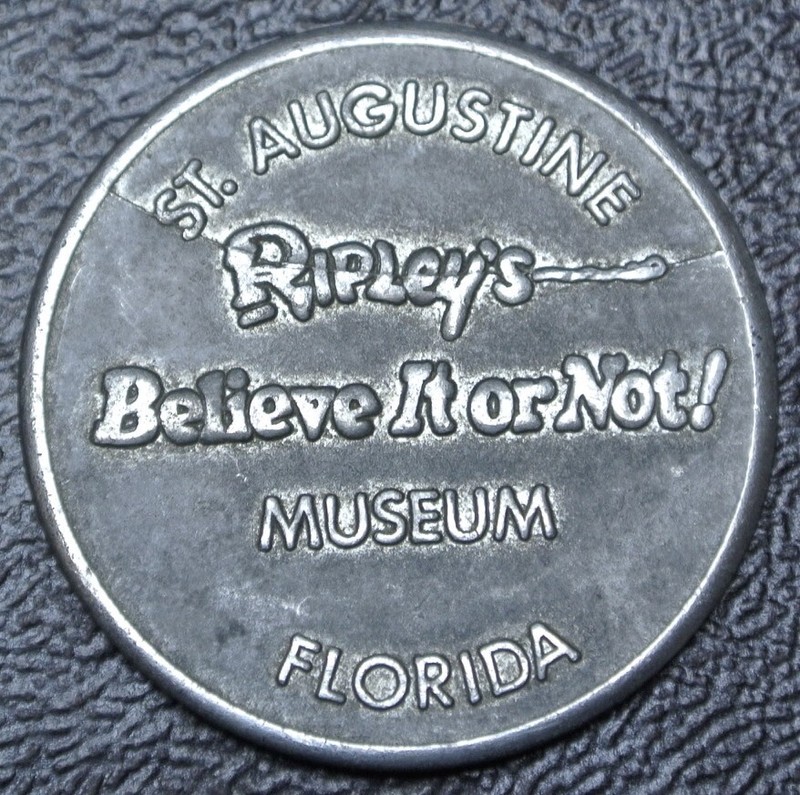 ST. AUGUSTINE
RIPLEY'S
Believe It or Not!
MUSEUM
FLORIDA